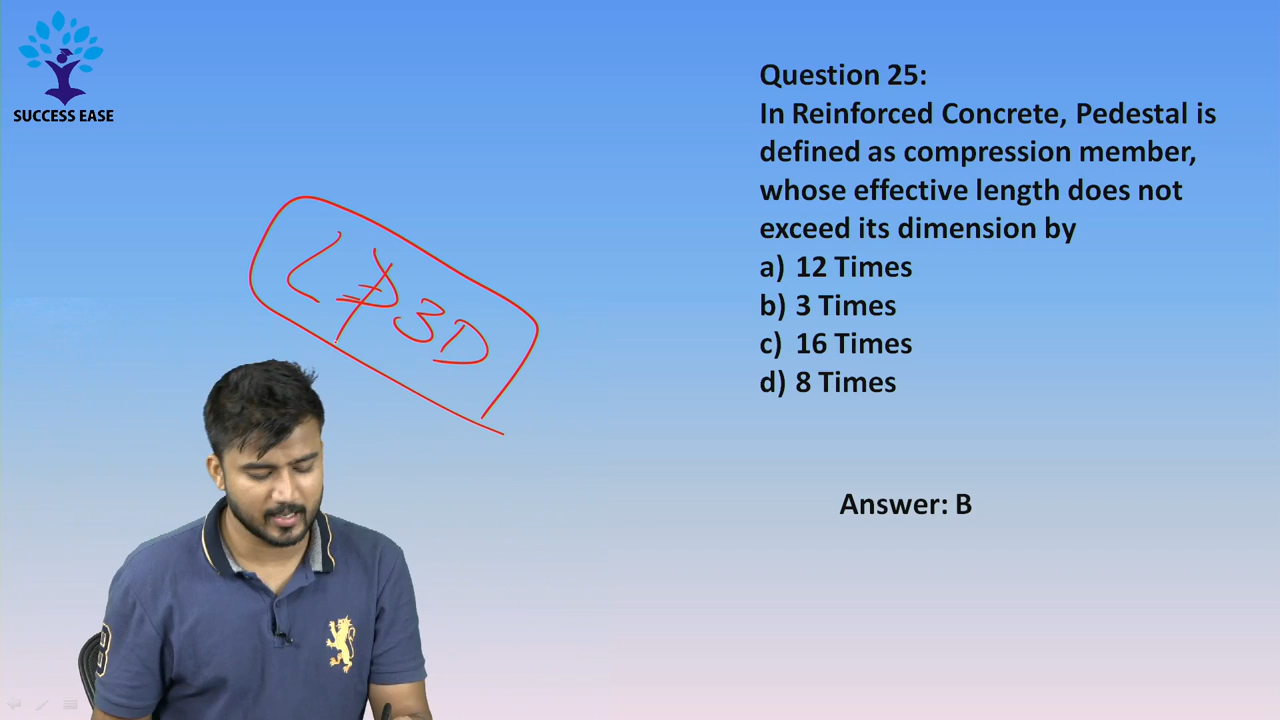 SUCCESS EASE
Question 25:
In Reinforced Concrete, Pedestal is
defined as compression member,
whose effective length does not
exceed its dimension by
a) 12 Times
b) 3 Times
c) 16 Times
d) 8 Times
Answer: B
L ≯ 3D